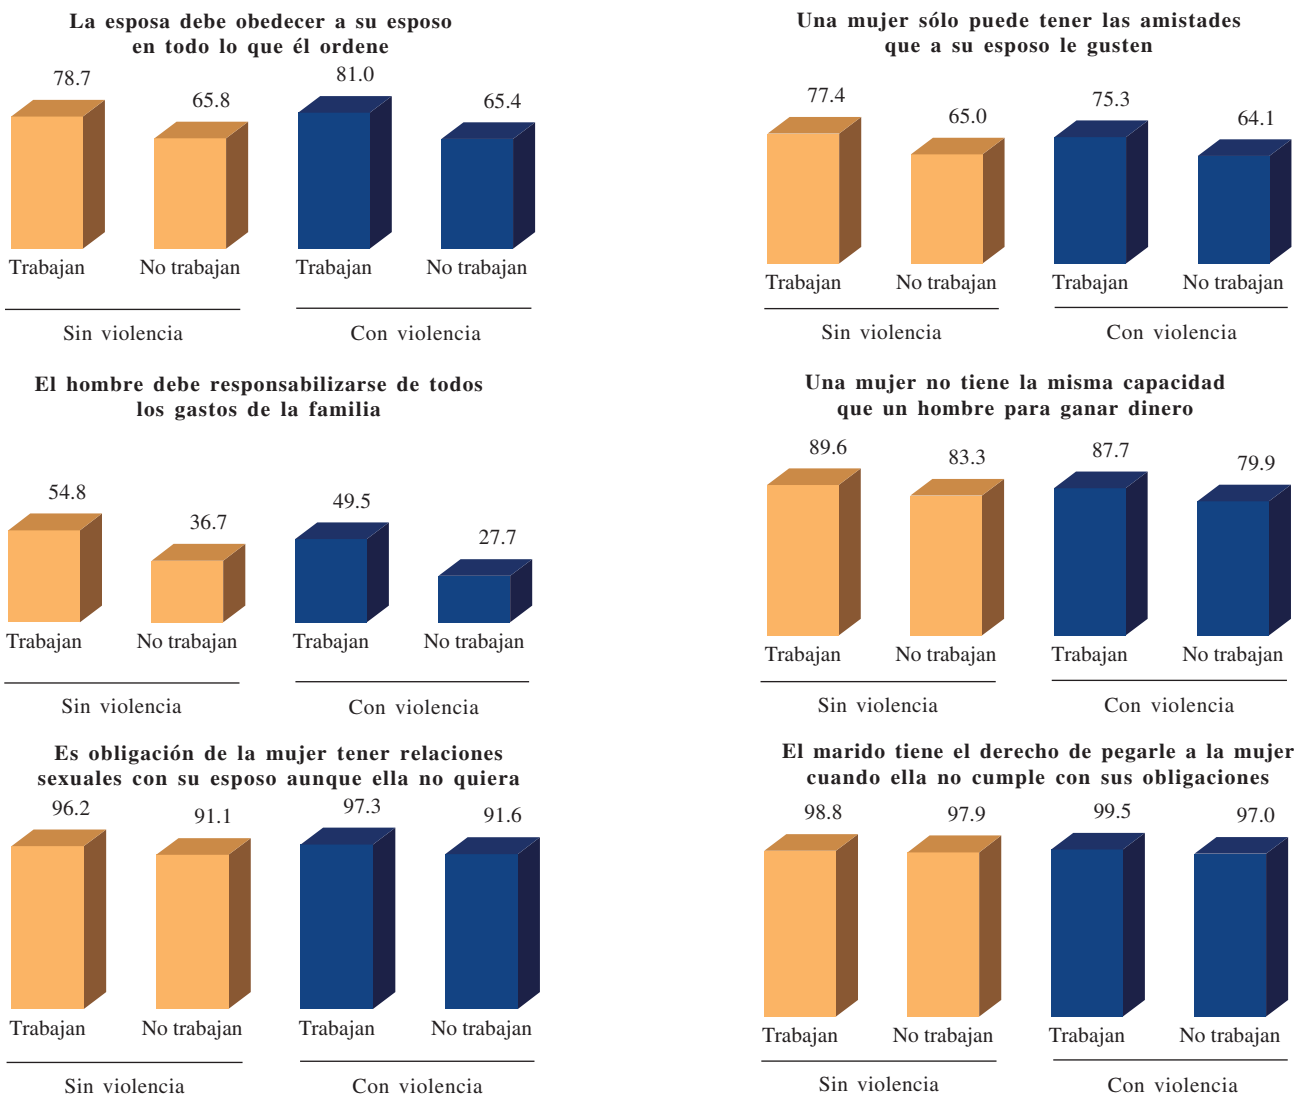 La esposa debe obedecer a su esposo
en todo lo que él ordene
78.7
65.8
81.0
65.4
Trabajan
No trabajan
Trabajan
No trabajan
Sin violencia
Con violencia
Una mujer sólo puede tener las amistades
que a su esposo le gusten
77.4
65.0
75.3
64.1
Trabajan
No trabajan
Trabajan
No trabajan
Sin violencia
Con violencia
El hombre debe responsabilizarse de todos
los gastos de la familia
54.8
36.7
49.5
27.7
Trabajan
No trabajan
Trabajan
No trabajan
Sin violencia
Con violencia
Una mujer no tiene la misma capacidad
que un hombre para ganar dinero
89.6
83.3
87.7
79.9
Trabajan
No trabajan
Trabajan
No trabajan
Sin violencia
Con violencia
Es obligación de la mujer tener relaciones
sexuales con su esposo aunque ella no quiera
96.2
91.1
97.3
91.6
Trabajan
No trabajan
Trabajan
No trabajan
Sin violencia
Con violencia
El marido tiene el derecho de pegarle a la mujer
cuando ella no cumple con sus obligaciones
98.8
97.9
99.5
97.0
Trabajan
No trabajan
Trabajan
No trabajan
Sin violencia
Con violencia